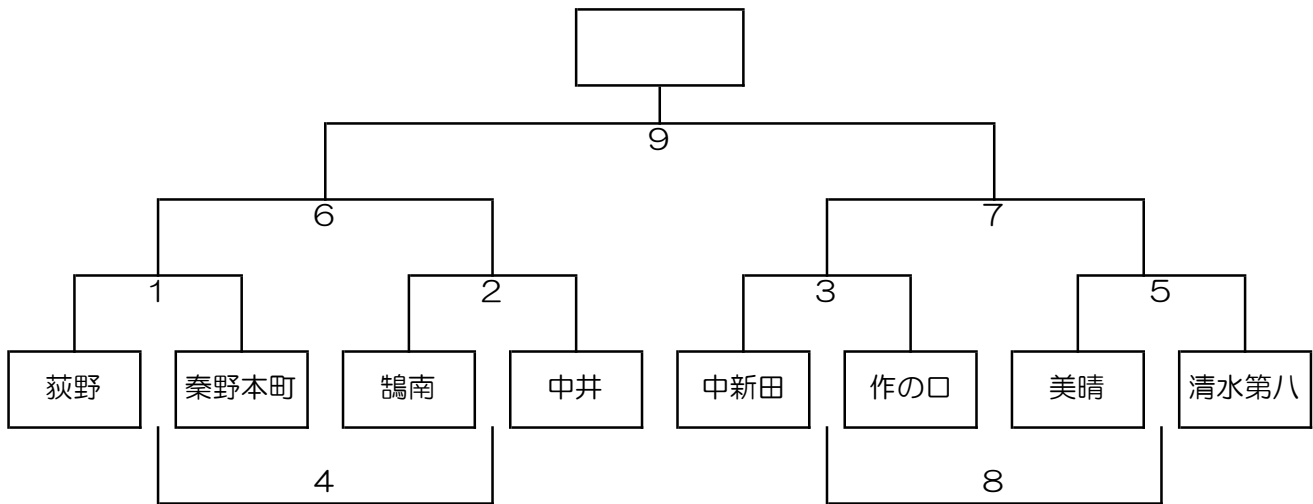 ９
６
７
１
２
３
５
荻野
秦野本町
鵠南
中井
中新田
作の口
美晴
清水第八
４
８